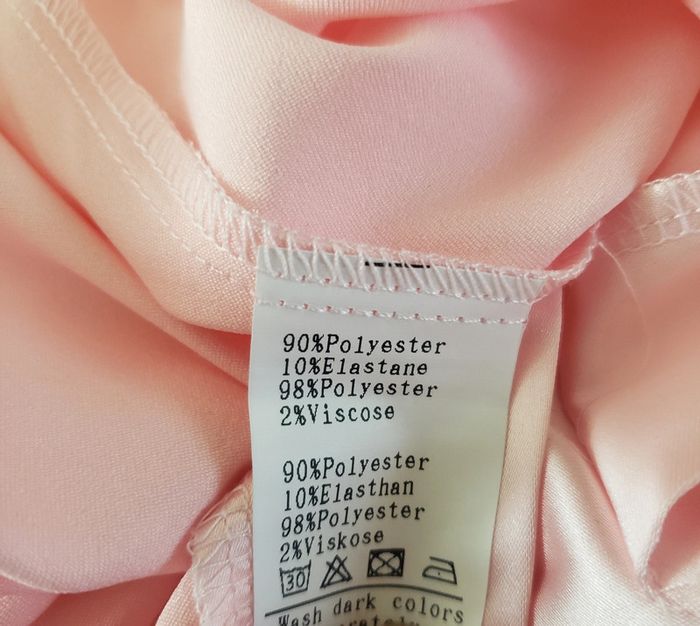 90%Polyester
10%Elastane
98%Polyester
2%Viscose
90%Polyester
10%Elasthan
98%Polyester
2%Viskose
30
Wash dark colors